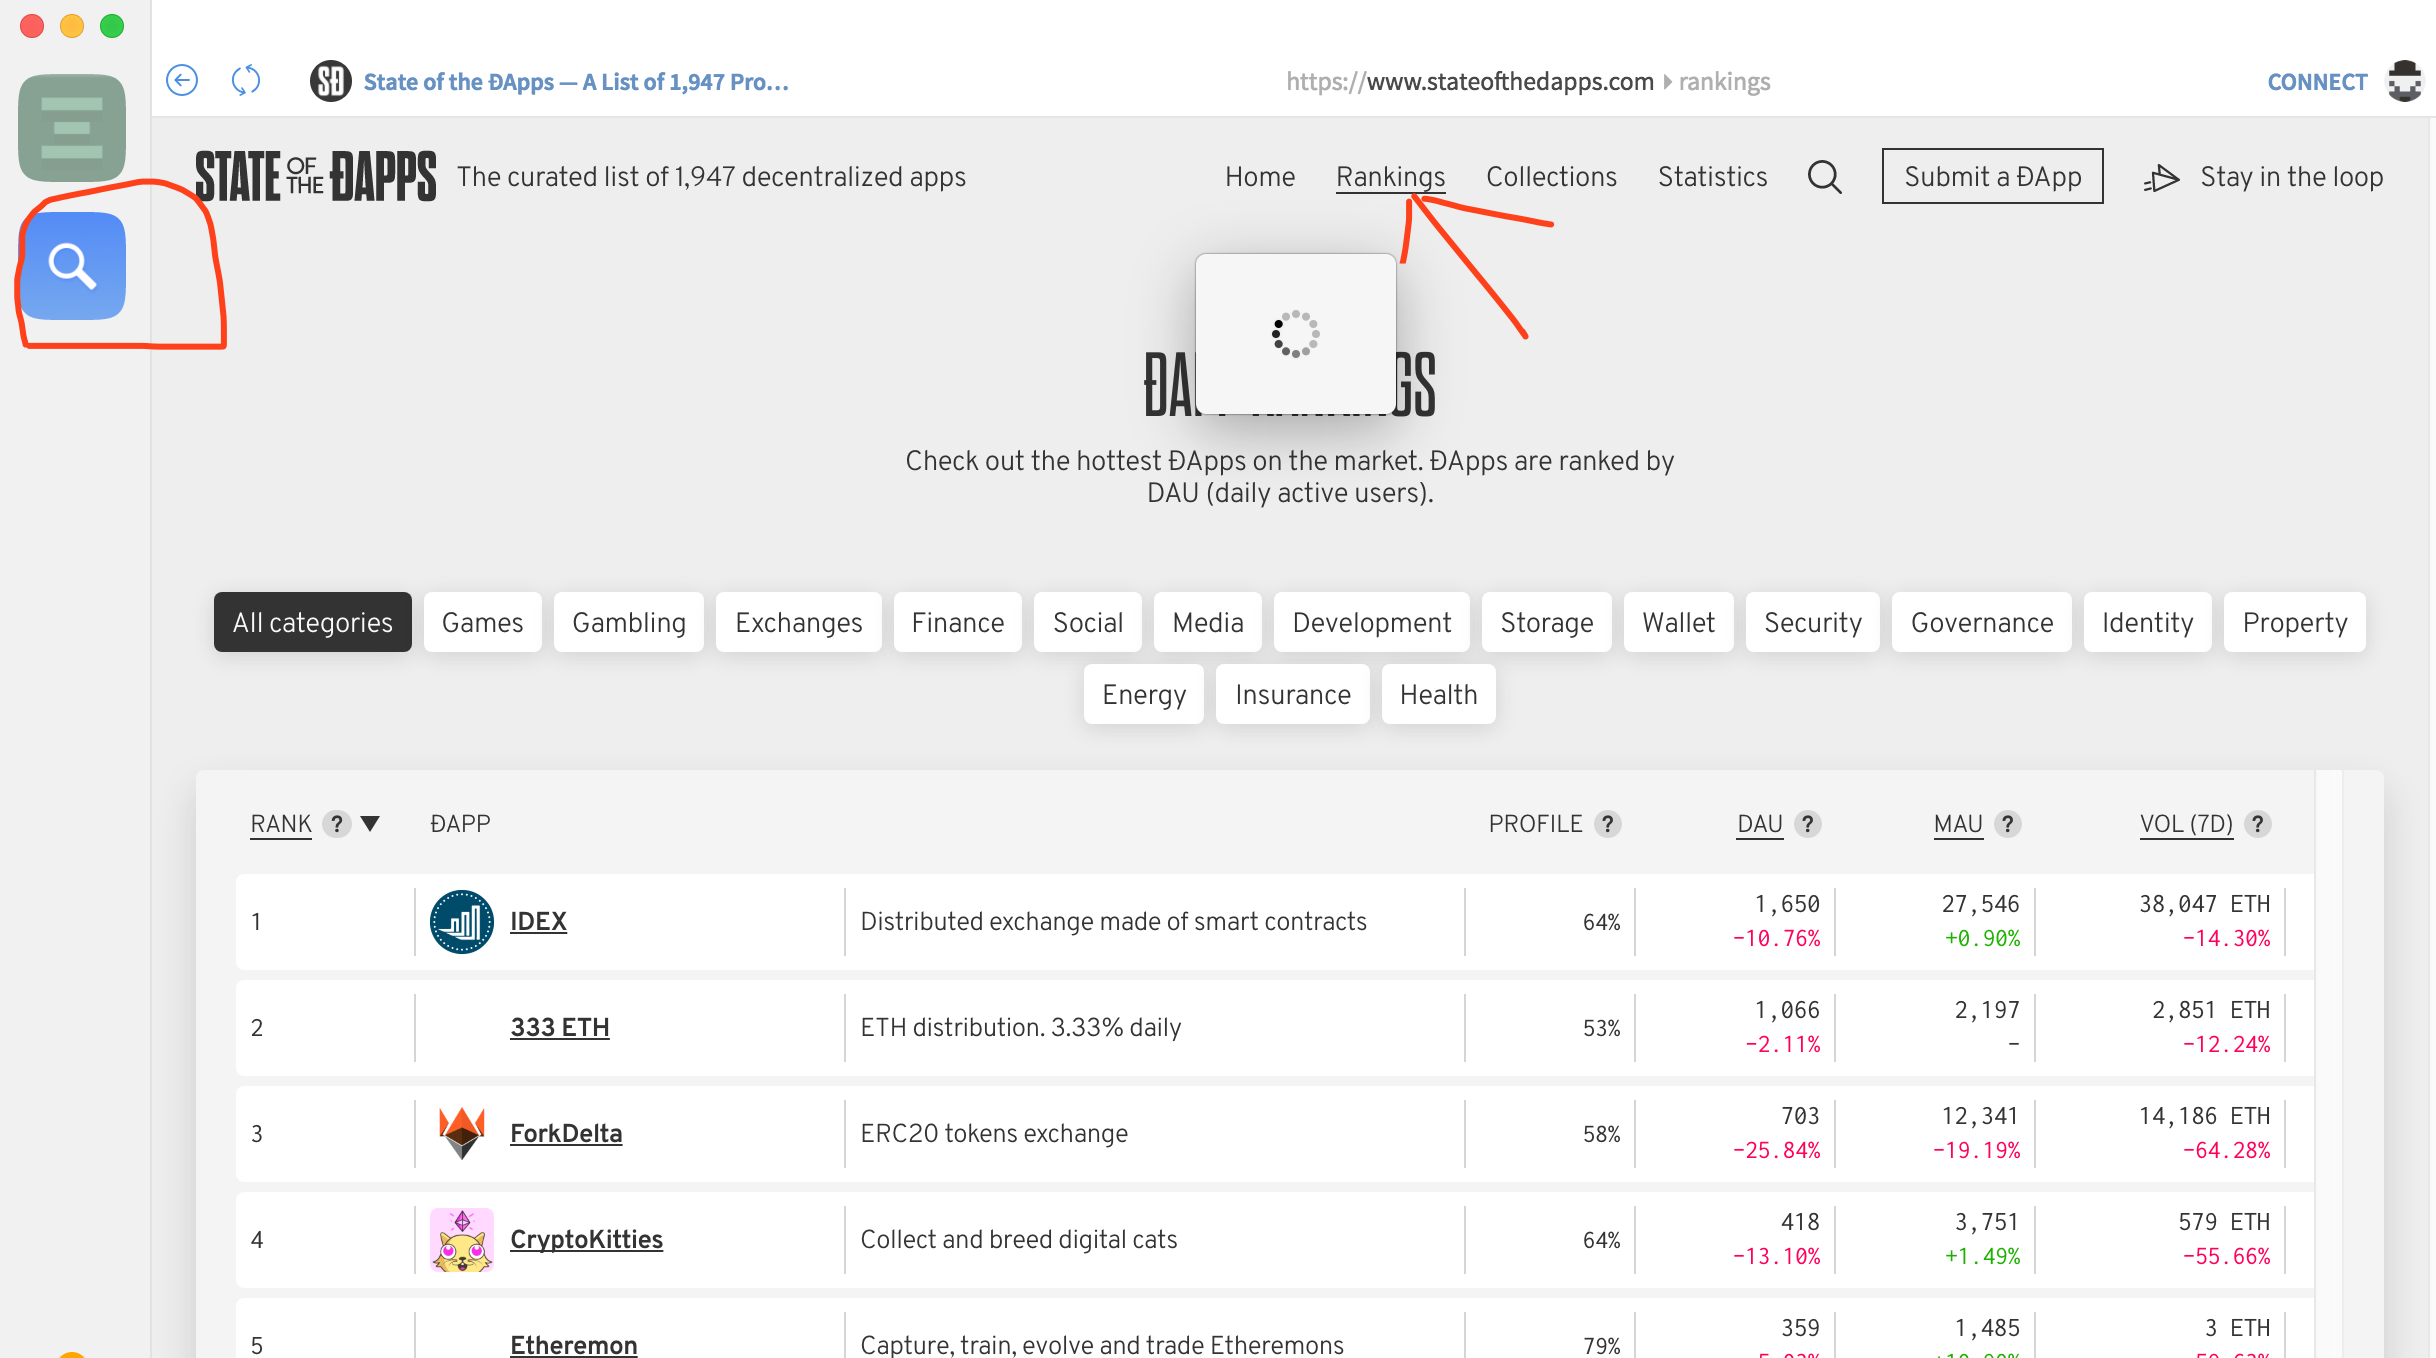 State of the ĐApps — A List of 1,947 Pro...
https://www.stateofthedapps.com rankings
CONNECT
STATE OF THE ĐAPPS
The curated list of 1,947 decentralized apps
Home Rankings Collections Statistics Submit a ĐApp Stay in the loop
Check out the hottest ĐApps on the market. ĐApps are ranked by
DAU (daily active users).
All categories Games Gambling Exchanges Finance Social Media Development Storage Wallet Security Governance Identity Property
Energy Insurance Health
RANK ? ▼ ĐAPP PROFILE ? DAU ? MAU ? VOL (7D) ?
1 IDEX Distributed exchange made of smart contracts 64% 1,650 27,546 38,047 ETH
-10.76% +0.90% -14.30%
2 333 ETH ETH distribution. 3.33% daily 53% 1,066 2,197 2,851 ETH
-2.11% - -12.24%
3 ForkDelta ERC20 tokens exchange 58% 703 12,341 14,186 ETH
-25.84% -19.19% -64.28%
4 CryptoKitties Collect and breed digital cats 64% 418 3,751 579 ETH
-13.10% +1.49% -55.66%
5 Etheremon Capture, train, evolve and trade Etheremons 79% 359 1,485 3 ETH